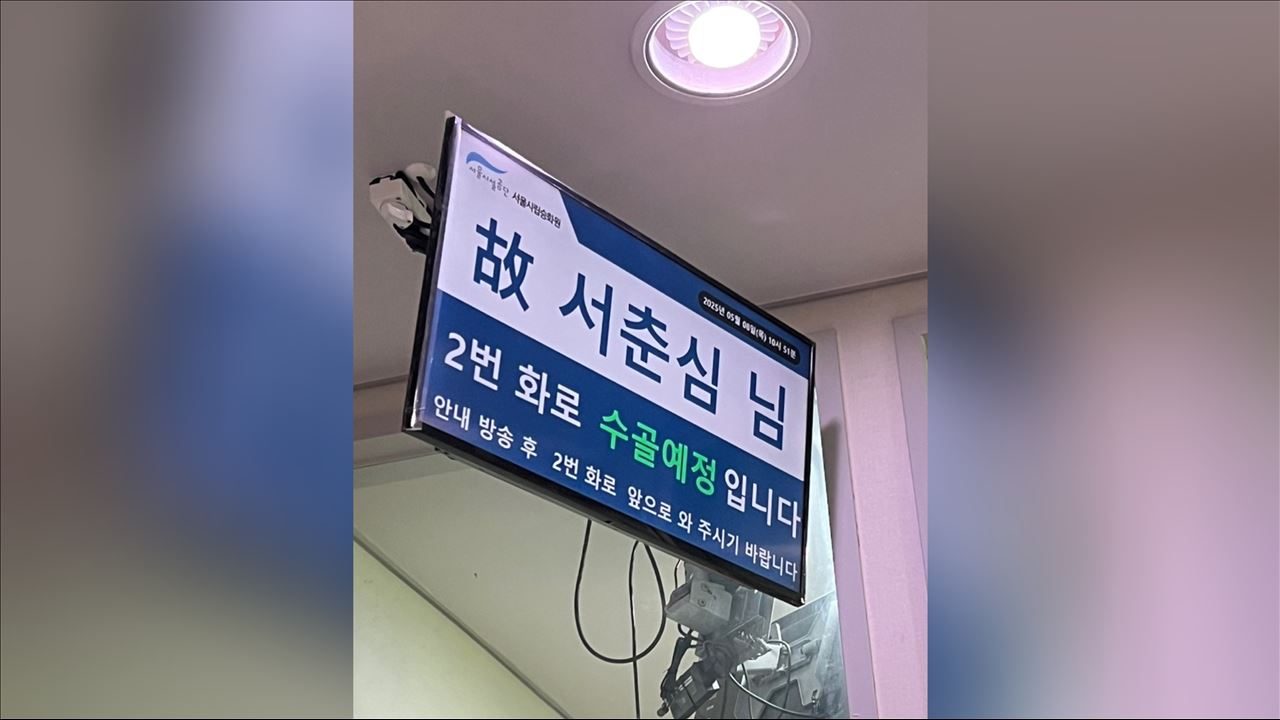 서울시설공단 서울시립승화원
2025년 05월 08일(목) 10시 51분
故 서춘심 님
2번 화로 수골예정입니다
안내 방송 후 2번 화로 앞으로 와 주시기 바랍니다